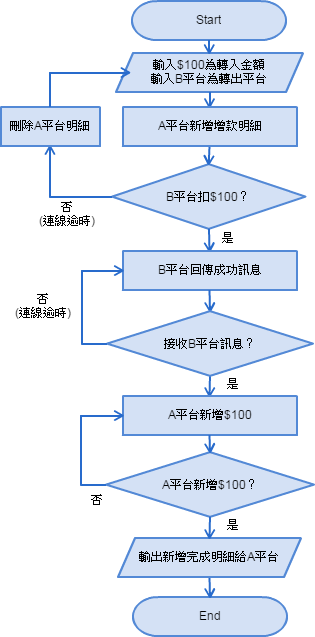 Start
輸入$100為轉入金額
輸入B平台為轉出平台
刪除A平台明細
A平台新增增款明細
B平台扣$100？
否
(連線逾時)
是
B平台回傳成功訊息
否
(連線逾時)
接收B平台訊息？
是
A平台新增$100
A平台新增$100？
否
是
輸出新增完成明細給A平台
End